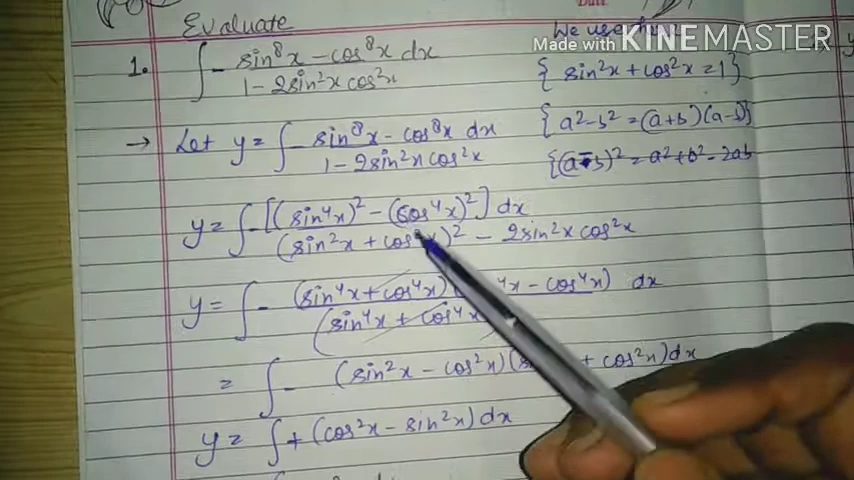 Evaluate
We use
Made with KINEMASTER
1. ∫ - sin⁸x - cos⁸x dx / 1 - 2sin²x cos²x
{ sin²x + cos²x = 1 }
→ Let y = ∫ - sin⁸x - cos⁸x dx / 1 - 2sin²x cos²x
{ a² - b² = (a+b)(a-b)}
{(a-b)² = a² + b² - 2ab
y = ∫ - [(sin⁴x)² - (cos⁴x)²] dx / (sin²x + cos²x)² - 2sin²x cos²x
y = ∫ - (sin⁴x + cos⁴x)( x - cos⁴x) dx / (sin⁴x + cos⁴x
= ∫ - (sin²x - cos²x)( + cos²x)dx
y = ∫ + (cos²x - sin²x) dx